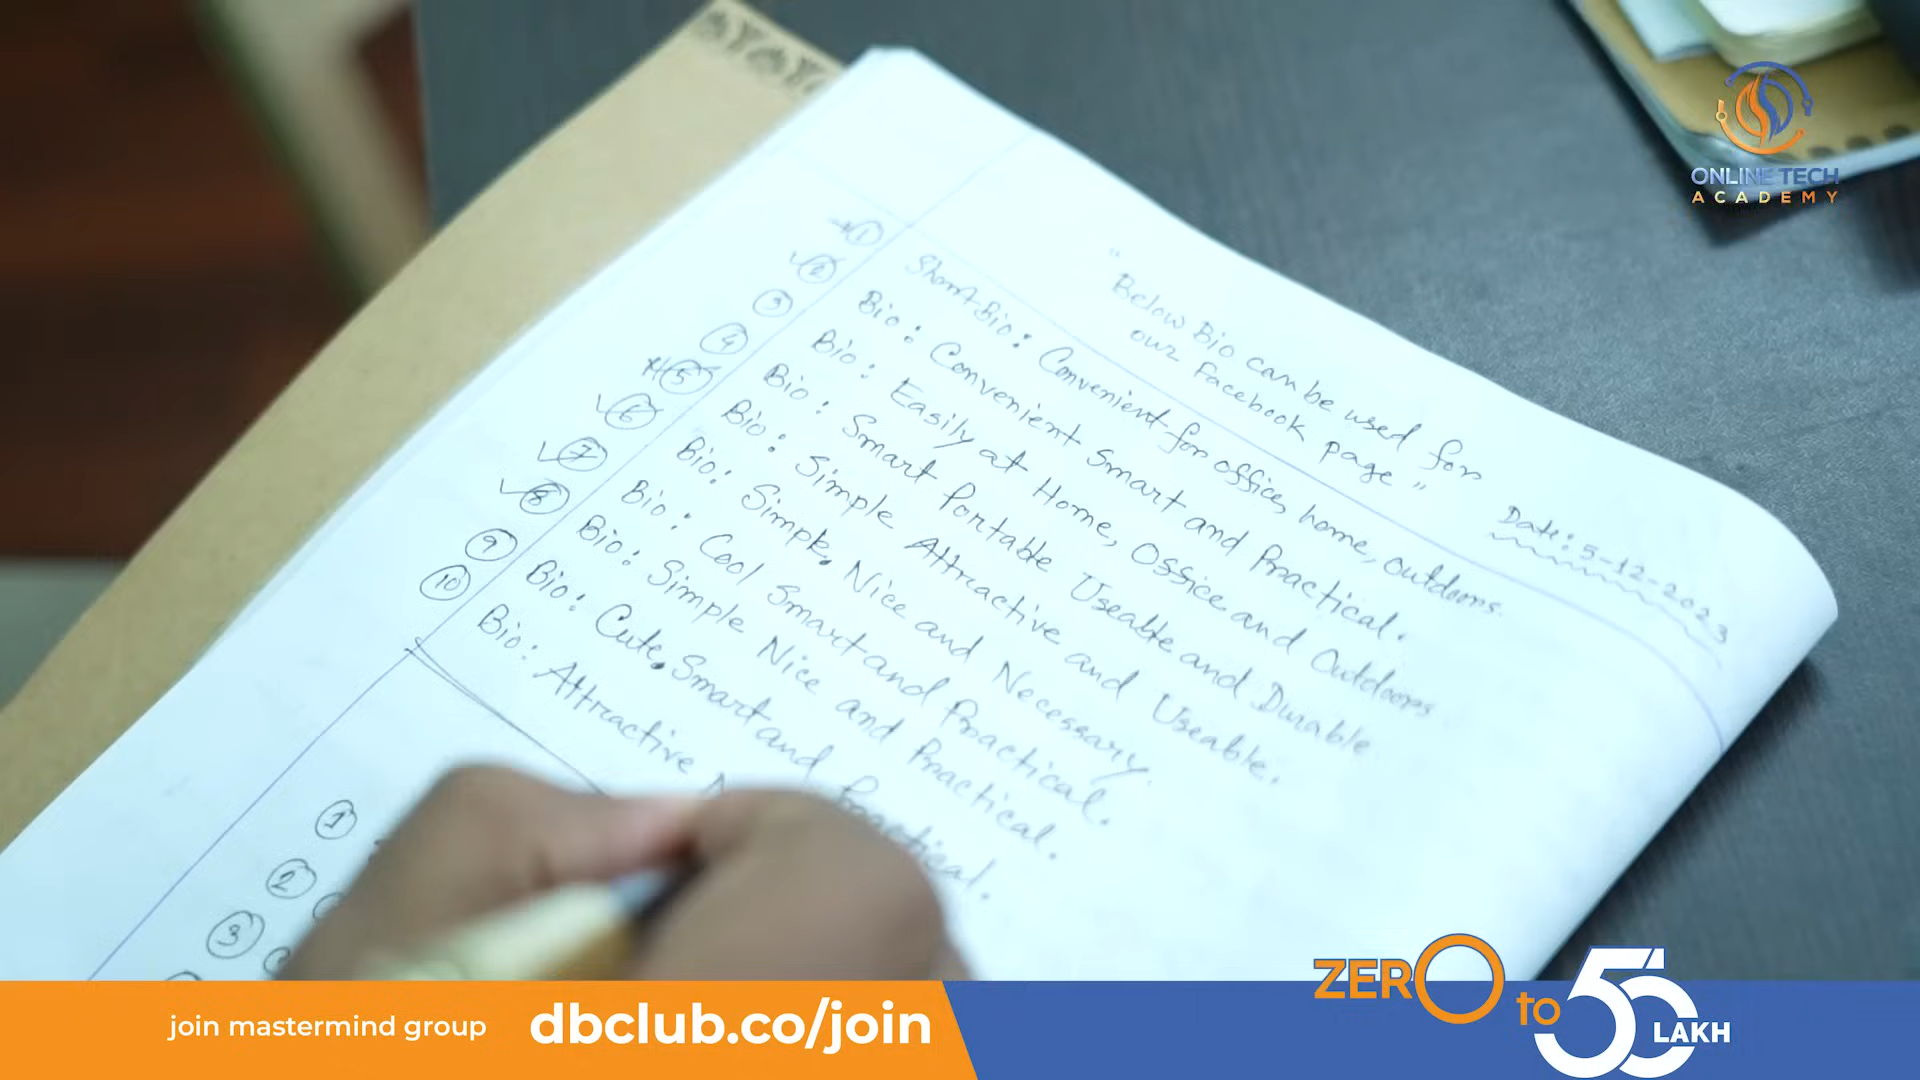 ONLINE TECH
ACADEMY
"Below Bio can be used for
our Facebook page"
Date: 5-12-2023
1 Short-Bio: Convenient for office, home, outdoors.
2 Bio: Convenient Smart and Practical.
3 Bio: Easily at Home, Office and Outdoors
4 Bio: Smart Portable Useable and Durable
5 Bio: Simple Attractive and Useable.
6 Bio: Simple, Nice and Necessary.
7 Bio: Cool Smart and Practical.
8 Bio: Simple Nice and Practical.
9 Bio: Cute, Smart and Practical.
10 Bio: Attractive
1
2
3
join mastermind group dbclub.co/join
ZERO to 50 LAKH